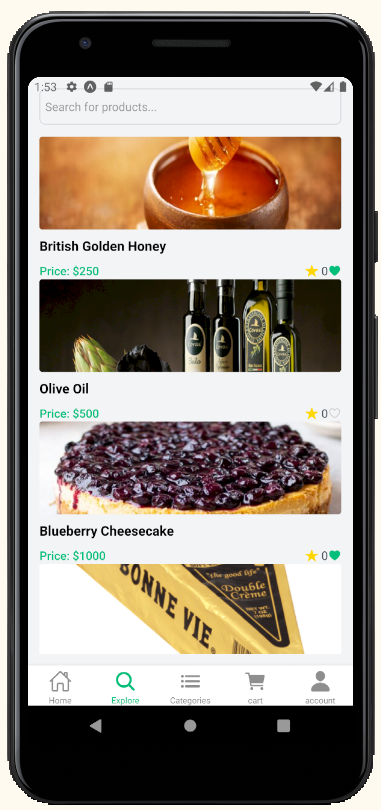 1:53
Search for products...
British Golden Honey
Price: $250
0
Olive Oil
Price: $500
0
Blueberry Cheesecake
Price: $1000
0
"the good life"
Double
Crème
BONNE VIE
Home
Explore
Categories
cart
account